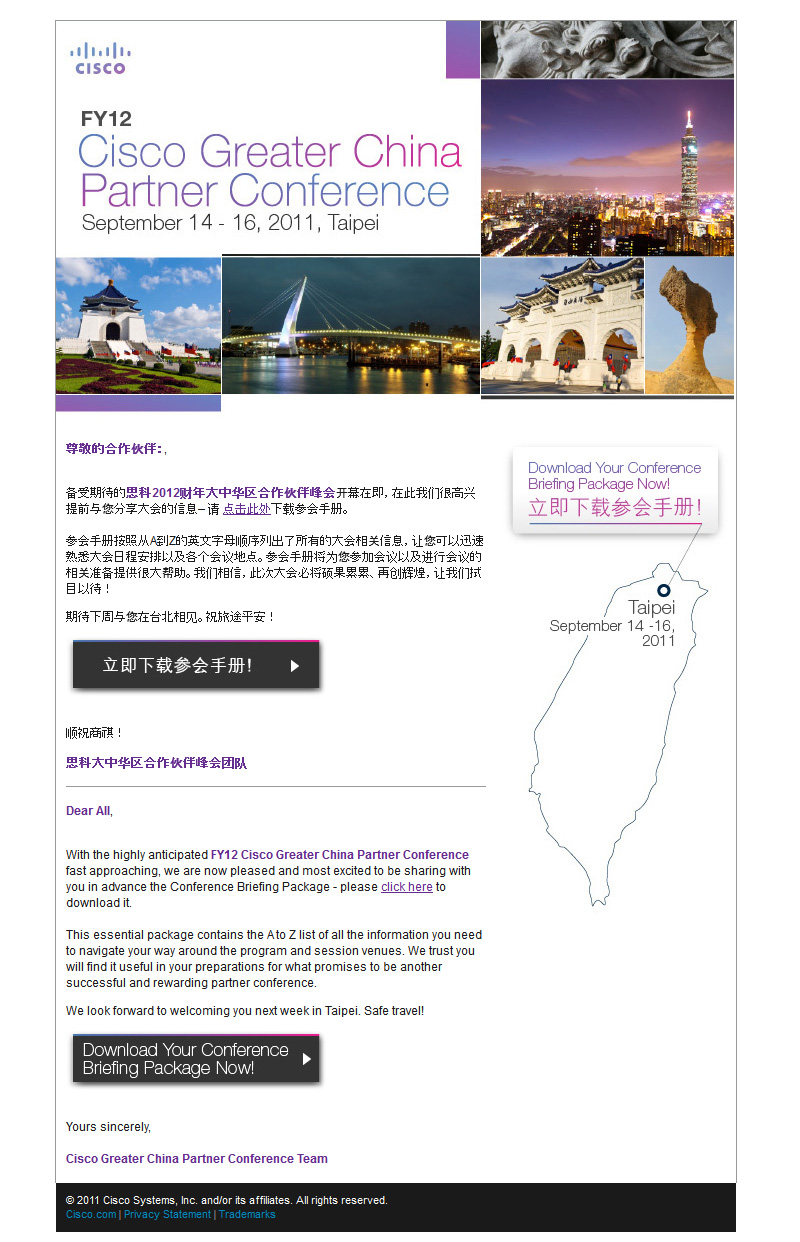 CISCO
FY12
Cisco Greater China
Partner Conference
September 14 - 16, 2011, Taipei
尊敬的合作伙伴:,
备受期待的思科2012财年大中华区合作伙伴峰会开幕在即, 在此我们很高兴
提前与您分享大会的信息– 请 点击此处下载参会手册。
参会手册按照从A到Z的英文字母顺序列出了所有的大会相关信息, 让您可以迅速
熟悉大会日程安排以及各个会议地点。参会手册将为您参加会议以及进行会议的
相关准备提供很大帮助。我们相信, 此次大会必将硕果累累、再创辉煌, 让我们拭
目以待！
期待下周与您在台北相见。祝旅途平安！
立即下载参会手册!
顺祝商祺！
思科大中华区合作伙伴峰会团队
Dear All,
With the highly anticipated FY12 Cisco Greater China Partner Conference
fast approaching, we are now pleased and most excited to be sharing with
you in advance the Conference Briefing Package - please click here to
download it.
This essential package contains the A to Z list of all the information you need
to navigate your way around the program and session venues. We trust you
will find it useful in your preparations for what promises to be another
successful and rewarding partner conference.
We look forward to welcoming you next week in Taipei. Safe travel!
Download Your Conference
Briefing Package Now!
Yours sincerely,
Cisco Greater China Partner Conference Team
Download Your Conference
Briefing Package Now!
立即下载参会手册!
Taipei
September 14 -16,
2011
© 2011 Cisco Systems, Inc. and/or its affiliates. All rights reserved.
Cisco.com | Privacy Statement | Trademarks